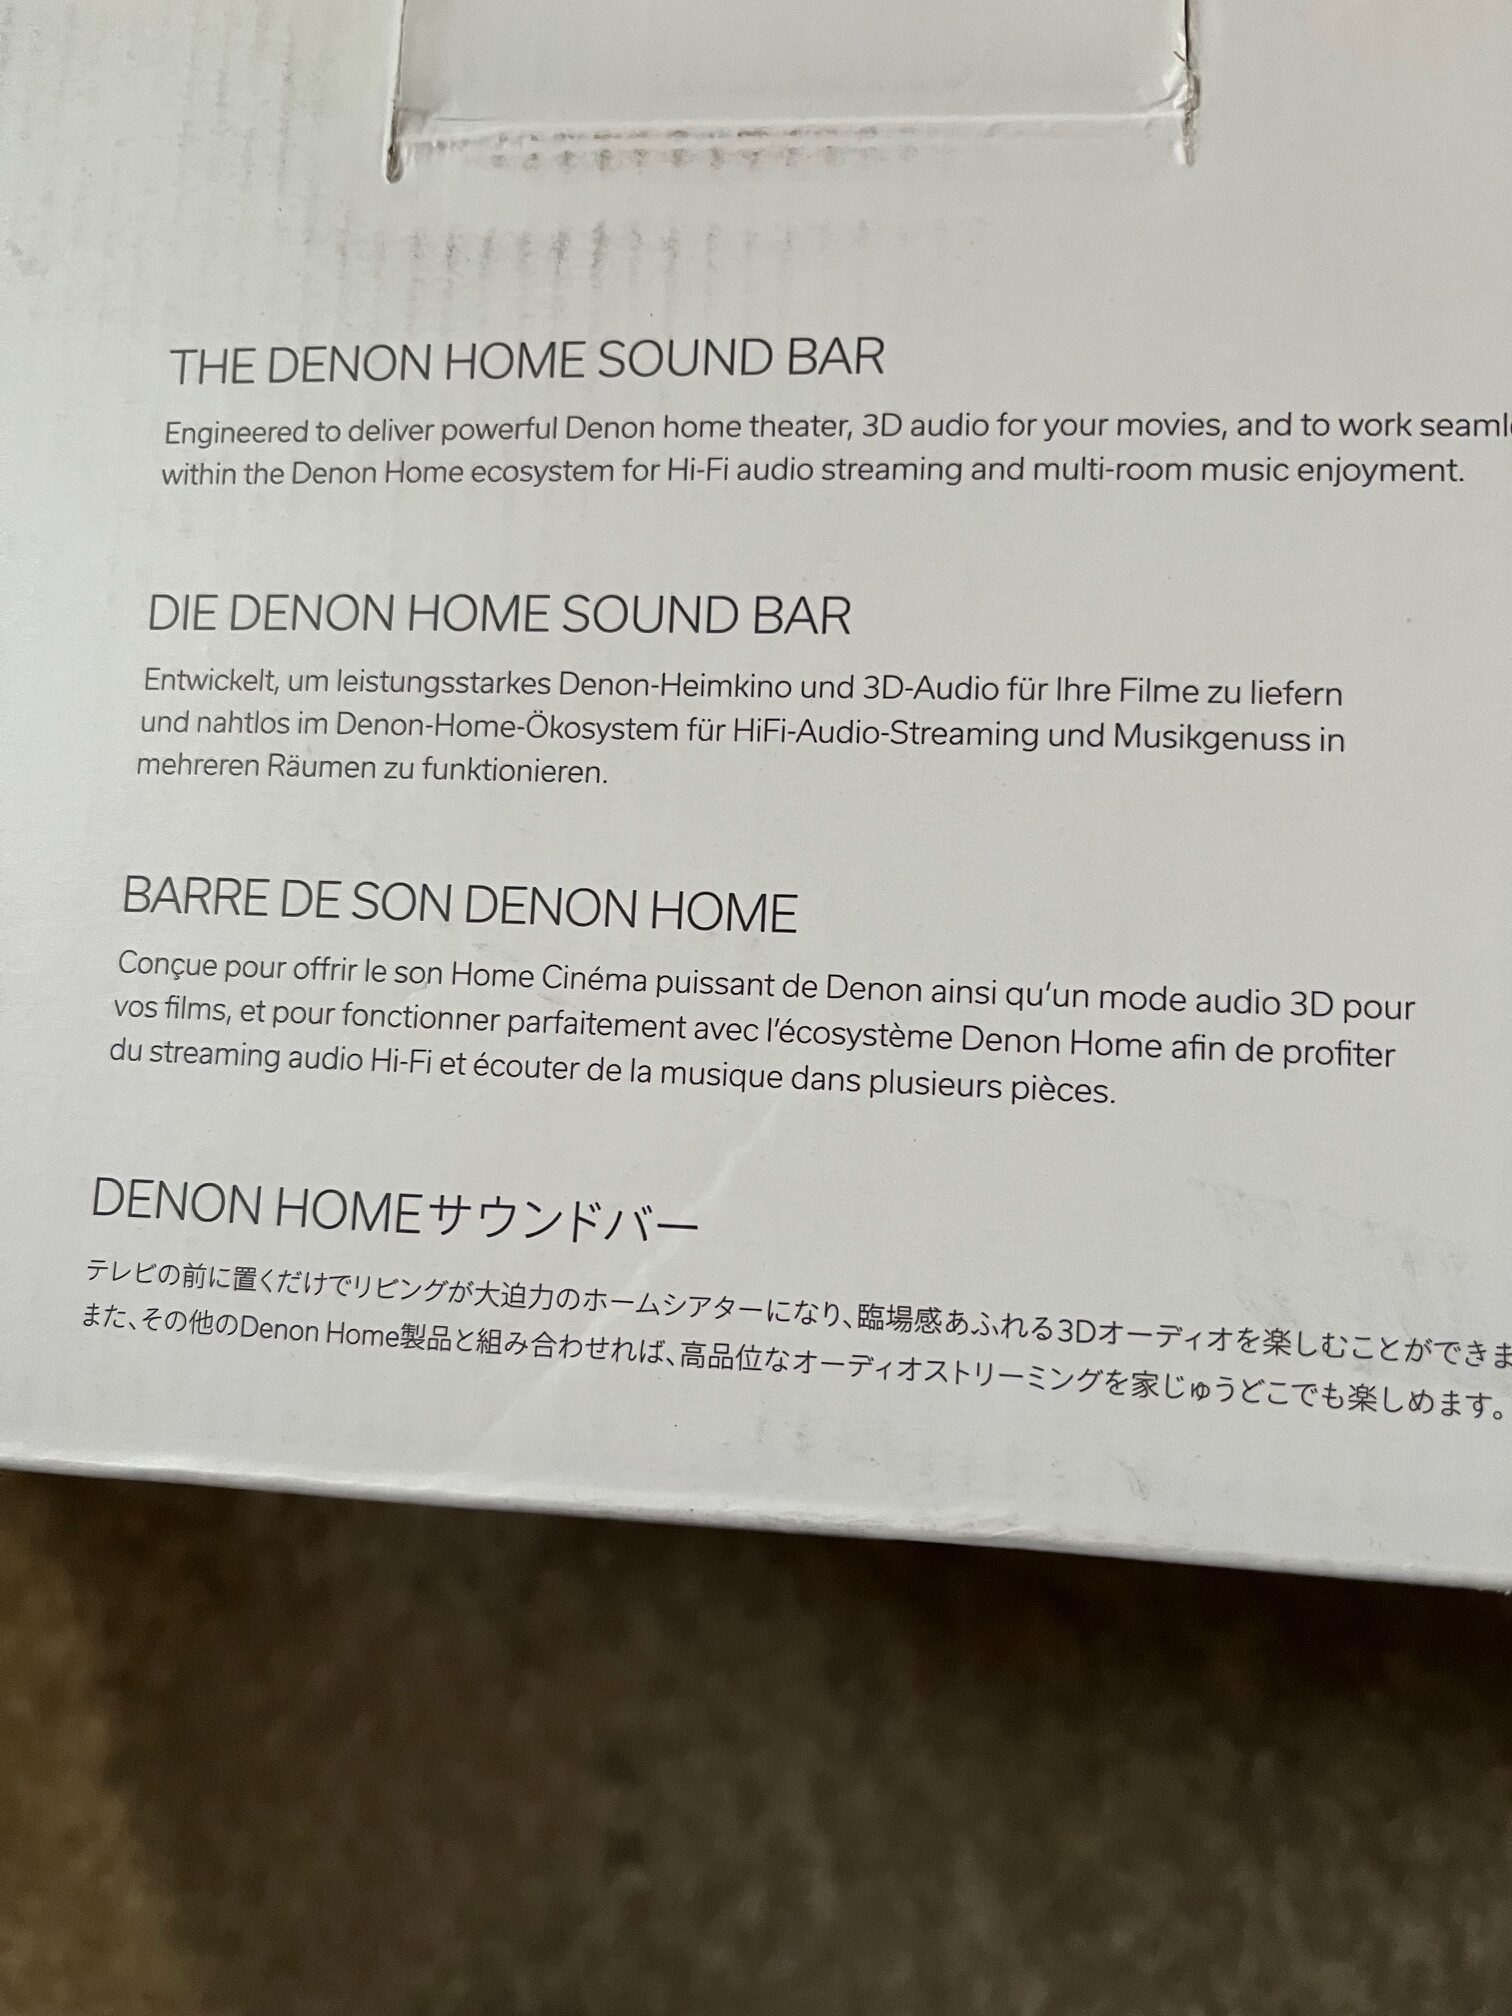 THE DENON HOME SOUND BAR
Engineered to deliver powerful Denon home theater, 3D audio for your movies, and to work
within the Denon Home ecosystem for Hi-Fi audio streaming and multi-room music enjoyment.
DIE DENON HOME SOUND BAR
Entwickelt, um leistungsstarkes Denon-Heimkino und 3D-Audio für Ihre Filme zu liefern
und nahtlos im Denon-Home-Ökosystem für HiFi-Audio-Streaming und Musikgenuss in
mehreren Räumen zu funktionieren.
BARRE DE SON DENON HOME
Conçue pour offrir le son Home Cinéma puissant de Denon ainsi qu'un mode audio 3D pour
vos films, et pour fonctionner parfaitement avec l'écosystème Denon Home afin de profiter
du streaming audio Hi-Fi et écouter de la musique dans plusieurs pièces.
DENON HOMEサウンドバー
テレビの前に置くだけでリビングが大迫力のホームシアターになり、臨場感あふれる3Dオーディオを楽しむことができま
また、その他のDenon Home製品と組み合わせれば、高品位なオーディオストリーミングを家じゅうどこでも楽しめます。